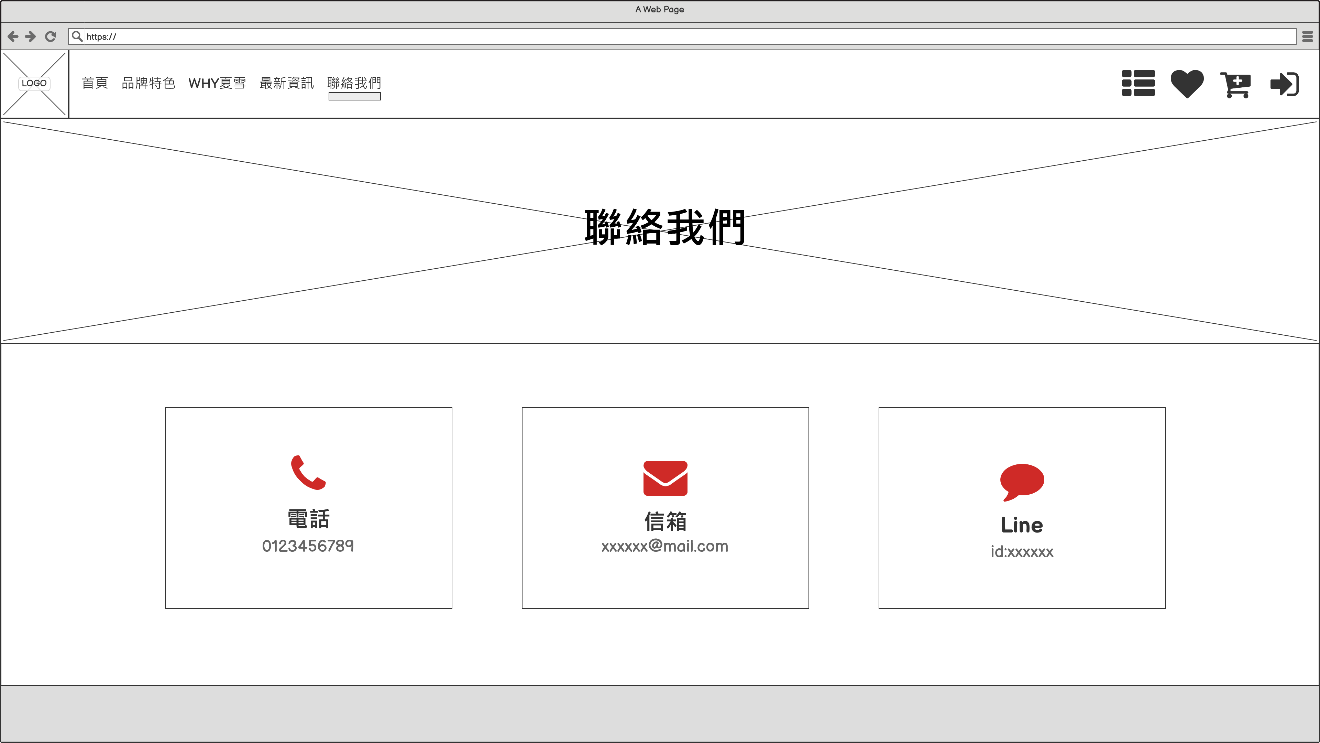 A Web Page
https://
LOGO
首頁 品牌特色 WHY夏雪 最新資訊 聯絡我們
聯絡我們
電話
0123456789
信箱
xxxxxx@mail.com
Line
id:xxxxxx